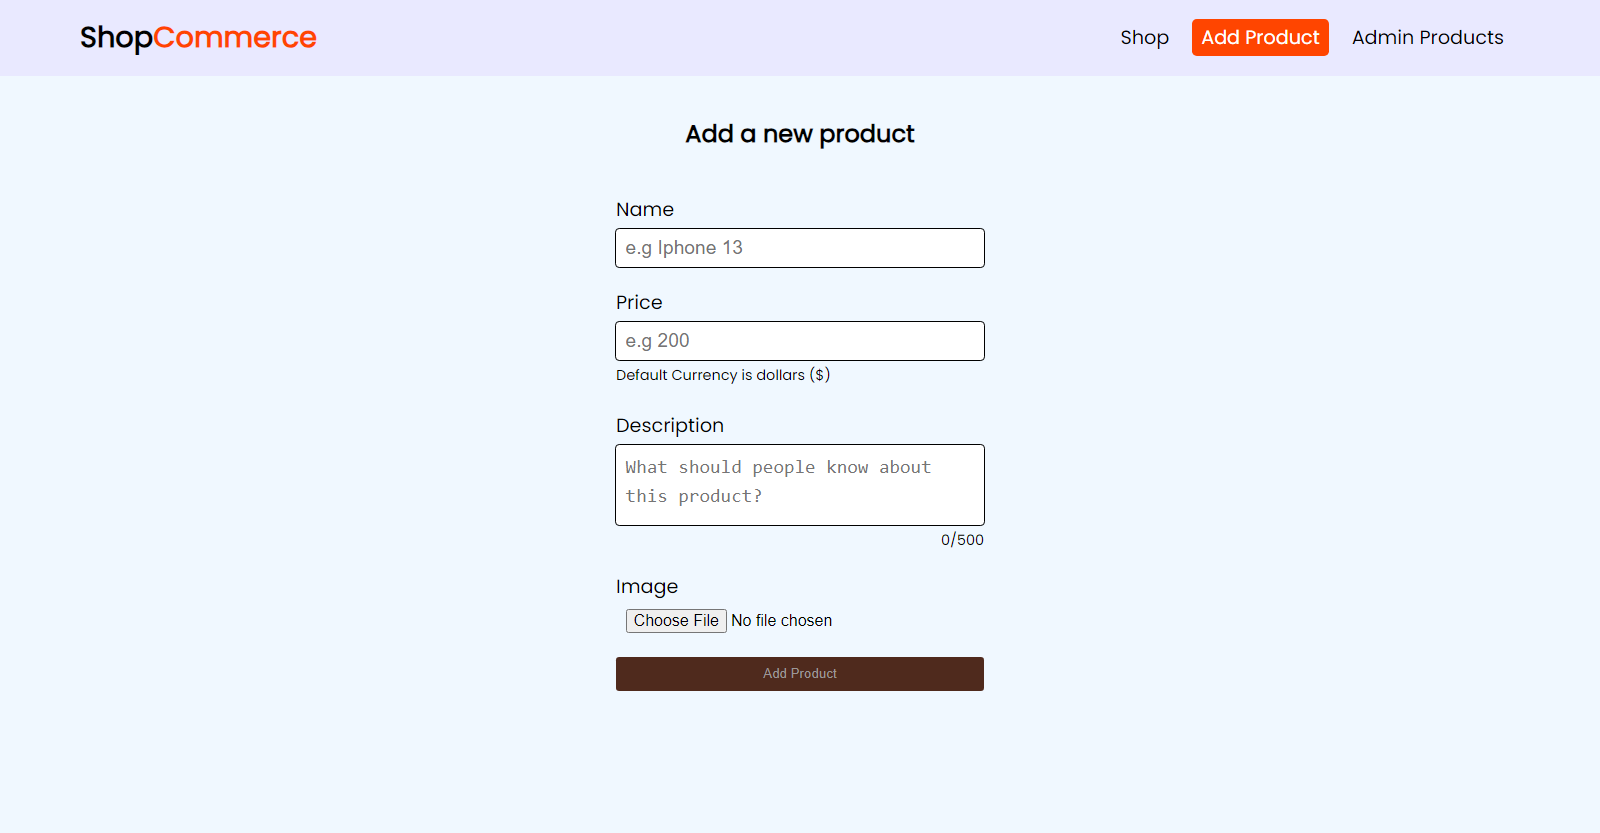 ShopCommerce
Shop Add Product Admin Products
Add a new product
Name
e.g Iphone 13
Price
e.g 200
Default Currency is dollars ($)
Description
What should people know about
this product?
0/500
Image
Choose File No file chosen
Add Product